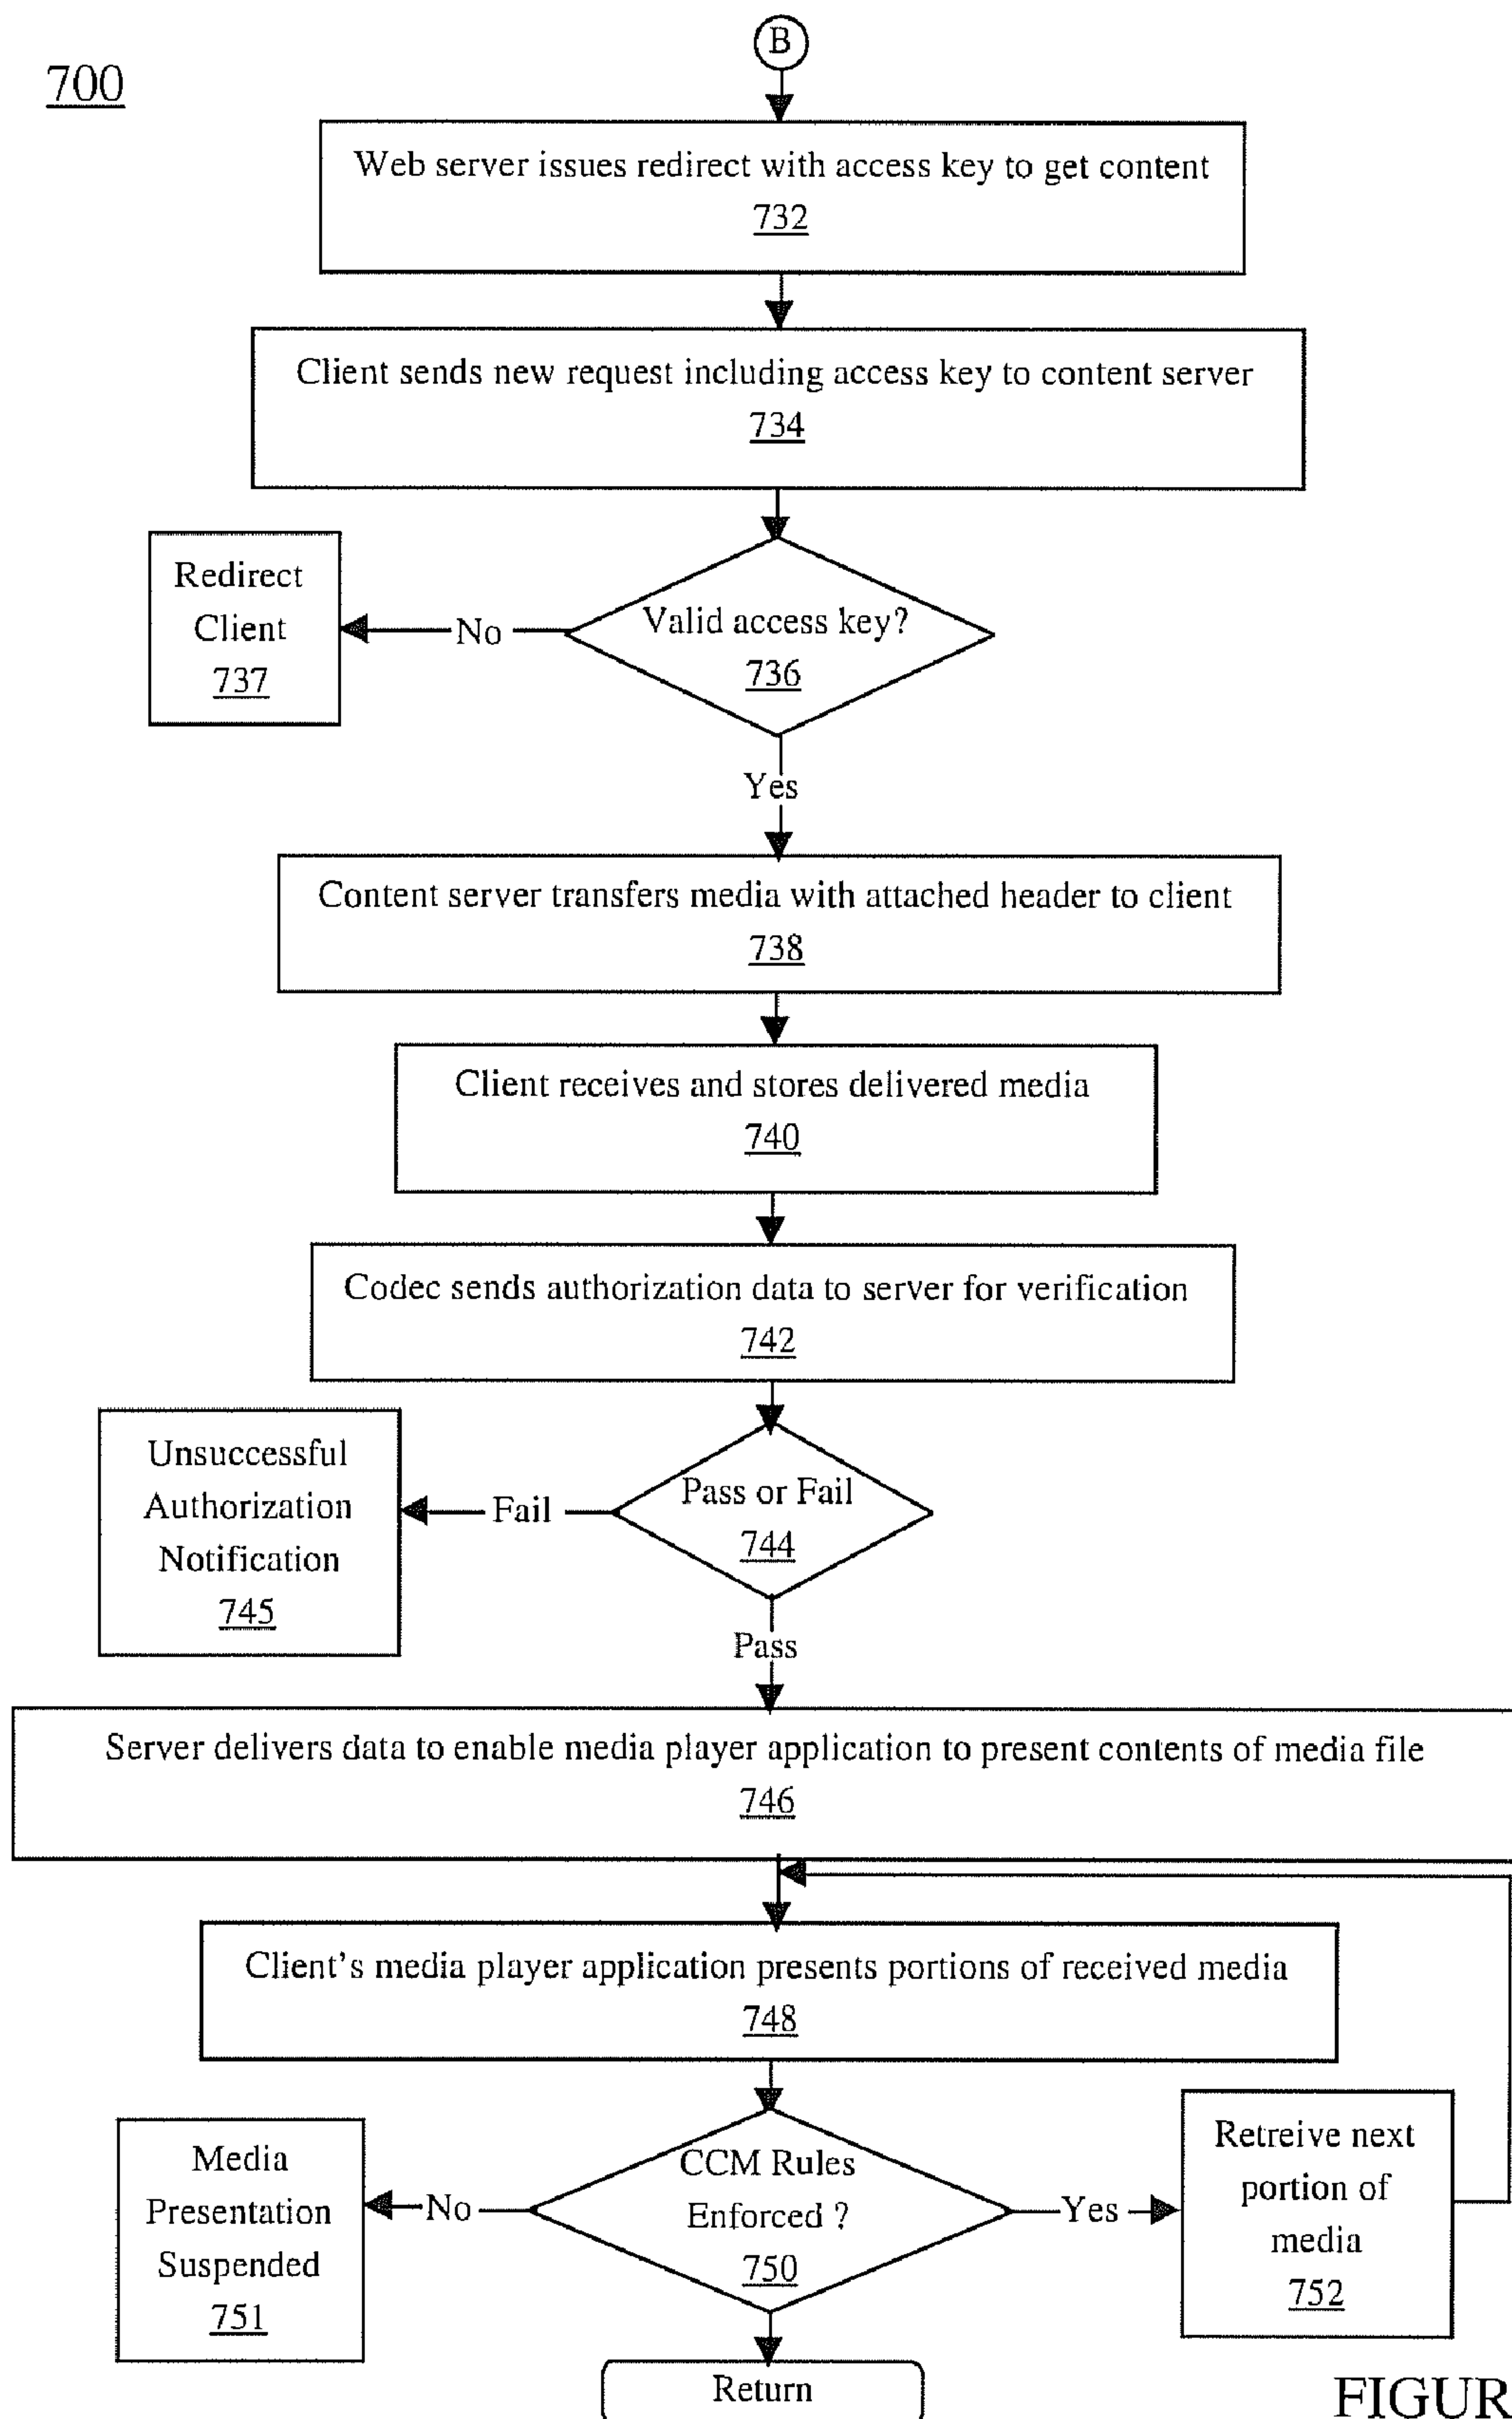 B
700
Web server issues redirect with access key to get content
732
Client sends new request including access key to content server
734
Redirect
Client
737
No
Valid access key?
736
Yes
Content server transfers media with attached header to client
738
Client receives and stores delivered media
740
Codec sends authorization data to server for verification
742
Unsuccessful
Authorization
Notification
745
Fail
Pass or Fail
744
Pass
Server delivers data to enable media player application to present contents of media file
746
Client's media player application presents portions of received media
748
Media
Presentation
Suspended
751
No
CCM Rules
Enforced ?
750
Yes
Retreive next
portion of
media
752
Return
FIGUR